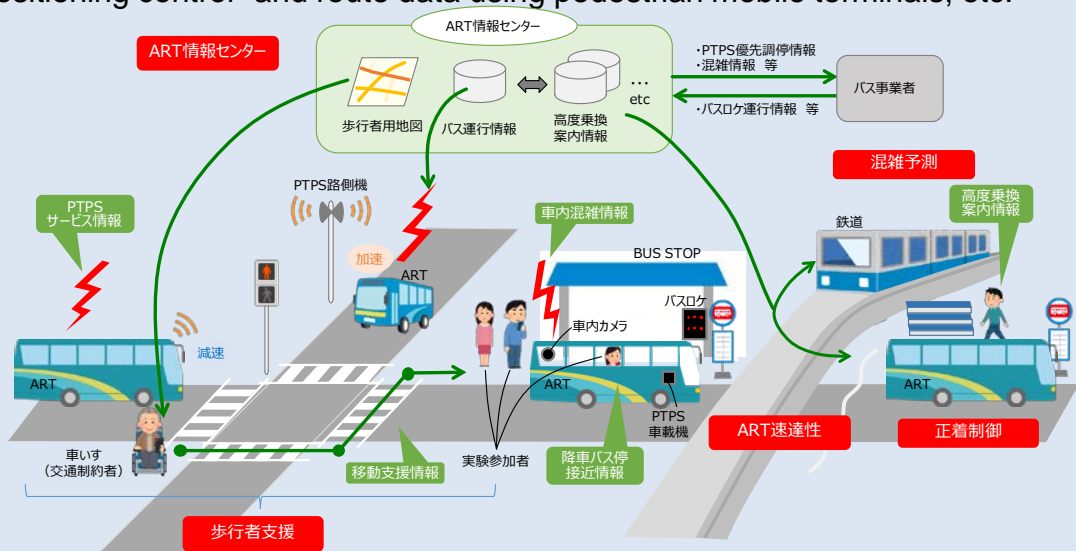 ositioning control" and route data using pedestrian mobile terminals, etc.
ART情報センター
ART情報センター
歩行者用地図
バス運行情報
高度乗換
案内情報
…
etc
・PTPS優先調停情報
・混雑情報 等
・バスロケ運行情報 等
バス事業者
混雑予測
PTPS
サービス情報
PTPS路側機
加速
ART
車内混雑情報
BUS STOP
バスロケ
車内カメラ
鉄道
高度乗換
案内情報
減速
ART
ART
PTPS
車載機
ART
車いす
(交通制約者)
移動支援情報
実験参加者
降車バス停
接近情報
ART速達性
正着制御
歩行者支援